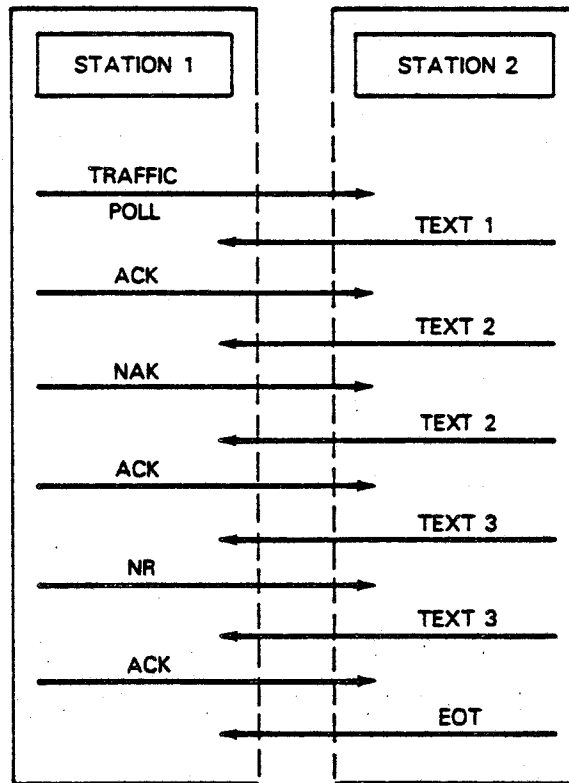 STATION 1
STATION 2
TRAFFIC
POLL
TEXT 1
ACK
TEXT 2
NAK
TEXT 2
ACK
TEXT 3
NR
TEXT 3
ACK
EOT